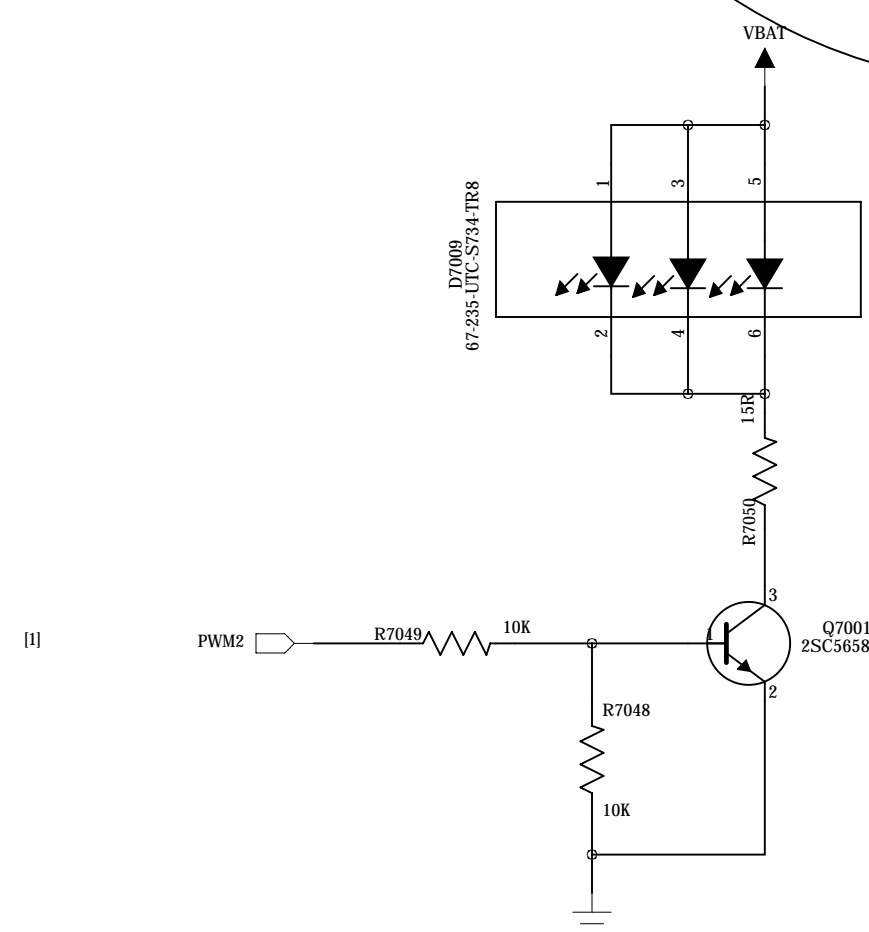 VBAT
1
3
5
D7009
67-235-UTC-S734-TR8
2
4
6
15R
R7050
3
[1]
PWM2
R7049
10K
1
Q7001
2SC5658
2
R7048
10K